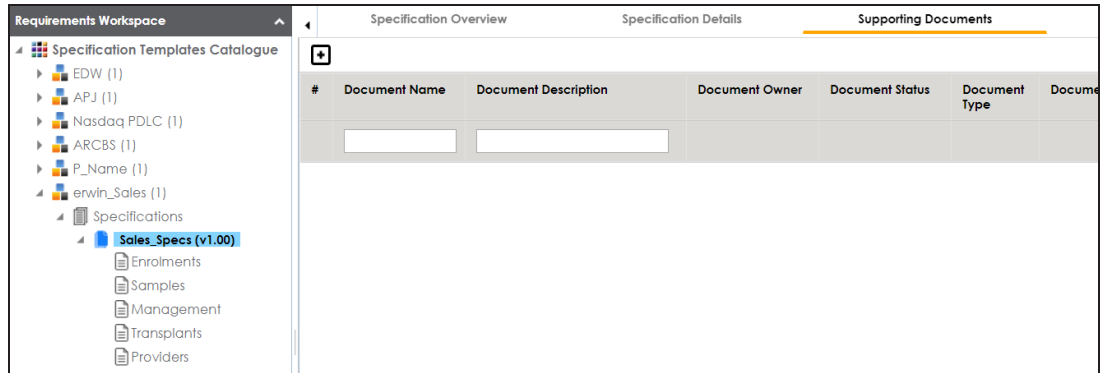 Requirements Workspace
Specification Templates Catalogue
EDW (1)
APJ (1)
Nasdaq PDLC (1)
ARCBS (1)
P_Name (1)
erwin_Sales (1)
Specifications
Sales_Specs (v1.00)
Enrolments
Samples
Management
Transplants
Providers
Specification Overview Specification Details Supporting Documents
# Document Name Document Description Document Owner Document Status Document Type Docume